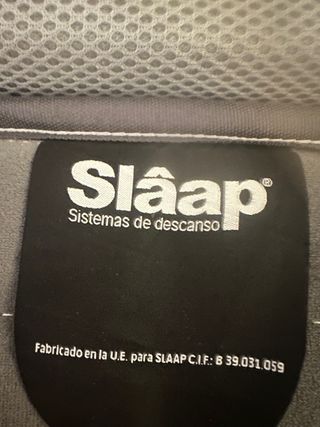 Slâap®
Sistemas de descanso
Fabricado en la U.E. para SLAAP C.I.F.: B 39.031.059